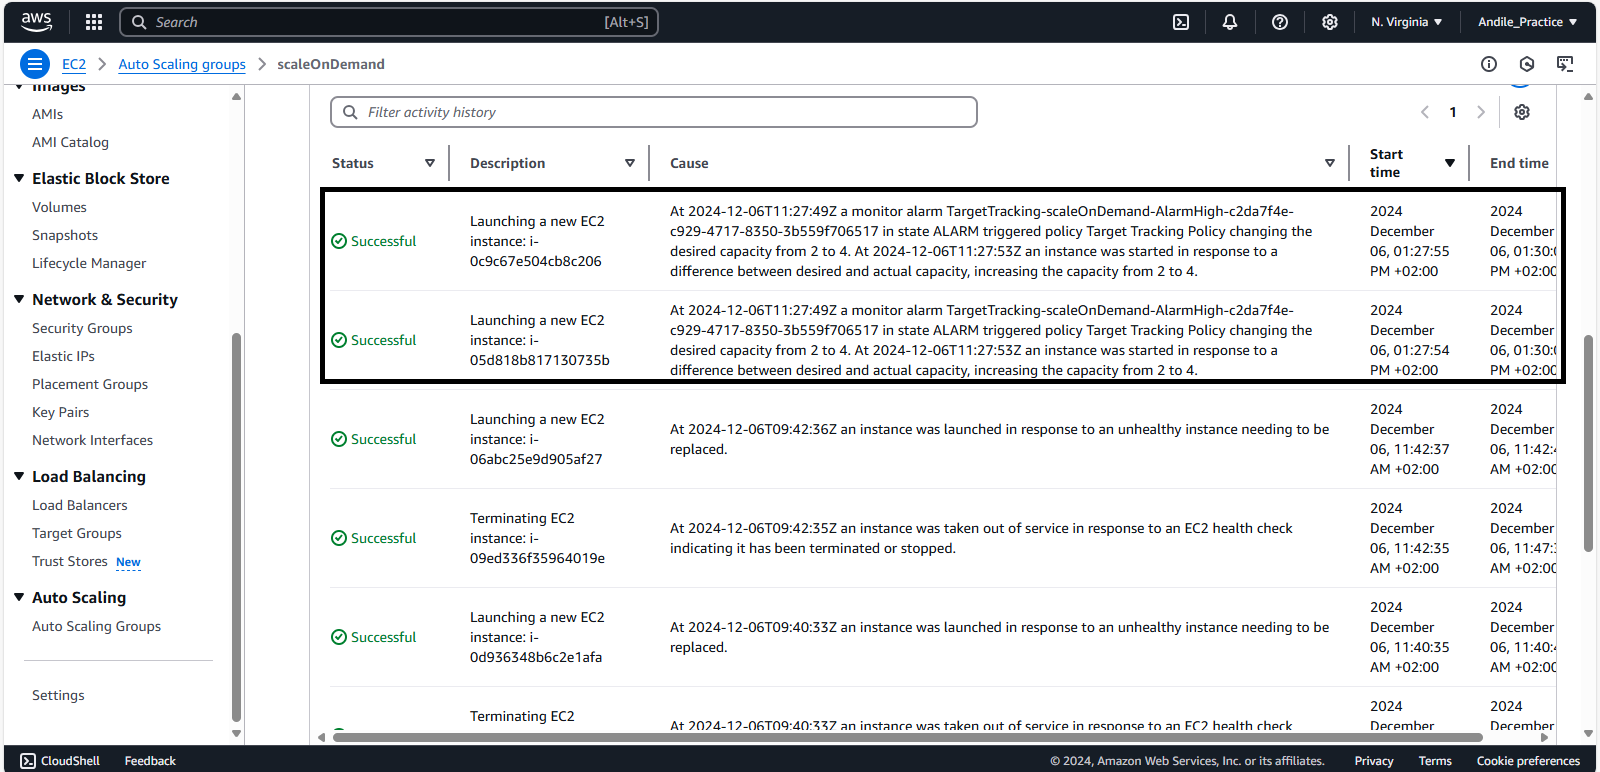 aws
Search
[Alt+S]
N. Virginia
Andile_Practice
EC2
Auto Scaling groups
scaleOnDemand
Images
AMIs
AMI Catalog
Elastic Block Store
Volumes
Snapshots
Lifecycle Manager
Network & Security
Security Groups
Elastic IPs
Placement Groups
Key Pairs
Network Interfaces
Load Balancing
Load Balancers
Target Groups
Trust Stores New
Auto Scaling
Auto Scaling Groups
Settings
Filter activity history
1
Status
Description
Cause
Start
time
End time
Successful
Launching a new EC2
instance: i-
0c9c67e504cb8c206
At 2024-12-06T11:27:49Z a monitor alarm TargetTracking-scaleOnDemand-AlarmHigh-c2da7f4e-
c929-4717-8350-3b559f706517 in state ALARM triggered policy Target Tracking Policy changing the
desired capacity from 2 to 4. At 2024-12-06T11:27:53Z an instance was started in response to a
difference between desired and actual capacity, increasing the capacity from 2 to 4.
2024
December
06, 01:27:55
PM +02:00
2024
December
06, 01:30:
PM +02:00
Successful
Launching a new EC2
instance: i-
05d818b817130735b
At 2024-12-06T11:27:49Z a monitor alarm TargetTracking-scaleOnDemand-AlarmHigh-c2da7f4e-
c929-4717-8350-3b559f706517 in state ALARM triggered policy Target Tracking Policy changing the
desired capacity from 2 to 4. At 2024-12-06T11:27:53Z an instance was started in response to a
difference between desired and actual capacity, increasing the capacity from 2 to 4.
2024
December
06, 01:27:54
PM +02:00
2024
December
06, 01:30:
PM +02:00
Successful
Launching a new EC2
instance: i-
06abc25e9d905af27
At 2024-12-06T09:42:36Z an instance was launched in response to an unhealthy instance needing to be
replaced.
2024
December
06, 11:42:37
AM +02:00
2024
December
06, 11:42:
AM +02:00
Successful
Terminating EC2
instance: i-
09ed336f35964019e
At 2024-12-06T09:42:35Z an instance was taken out of service in response to an EC2 health check
indicating it has been terminated or stopped.
2024
December
06, 11:42:35
AM +02:00
2024
December
06, 11:47:
AM +02:00
Successful
Launching a new EC2
instance: i-
0d936348b6c2e1afa
At 2024-12-06T09:40:33Z an instance was launched in response to an unhealthy instance needing to be
replaced.
2024
December
06, 11:40:35
AM +02:00
2024
December
06, 11:40:
AM +02:00
Terminating EC2
At 2024-12-06T09:40:33Z an instance was taken out of service in response to an EC2 health check
2024
December
2024
December
CloudShell
Feedback
© 2024, Amazon Web Services, Inc. or its affiliates.
Privacy
Terms
Cookie preferences